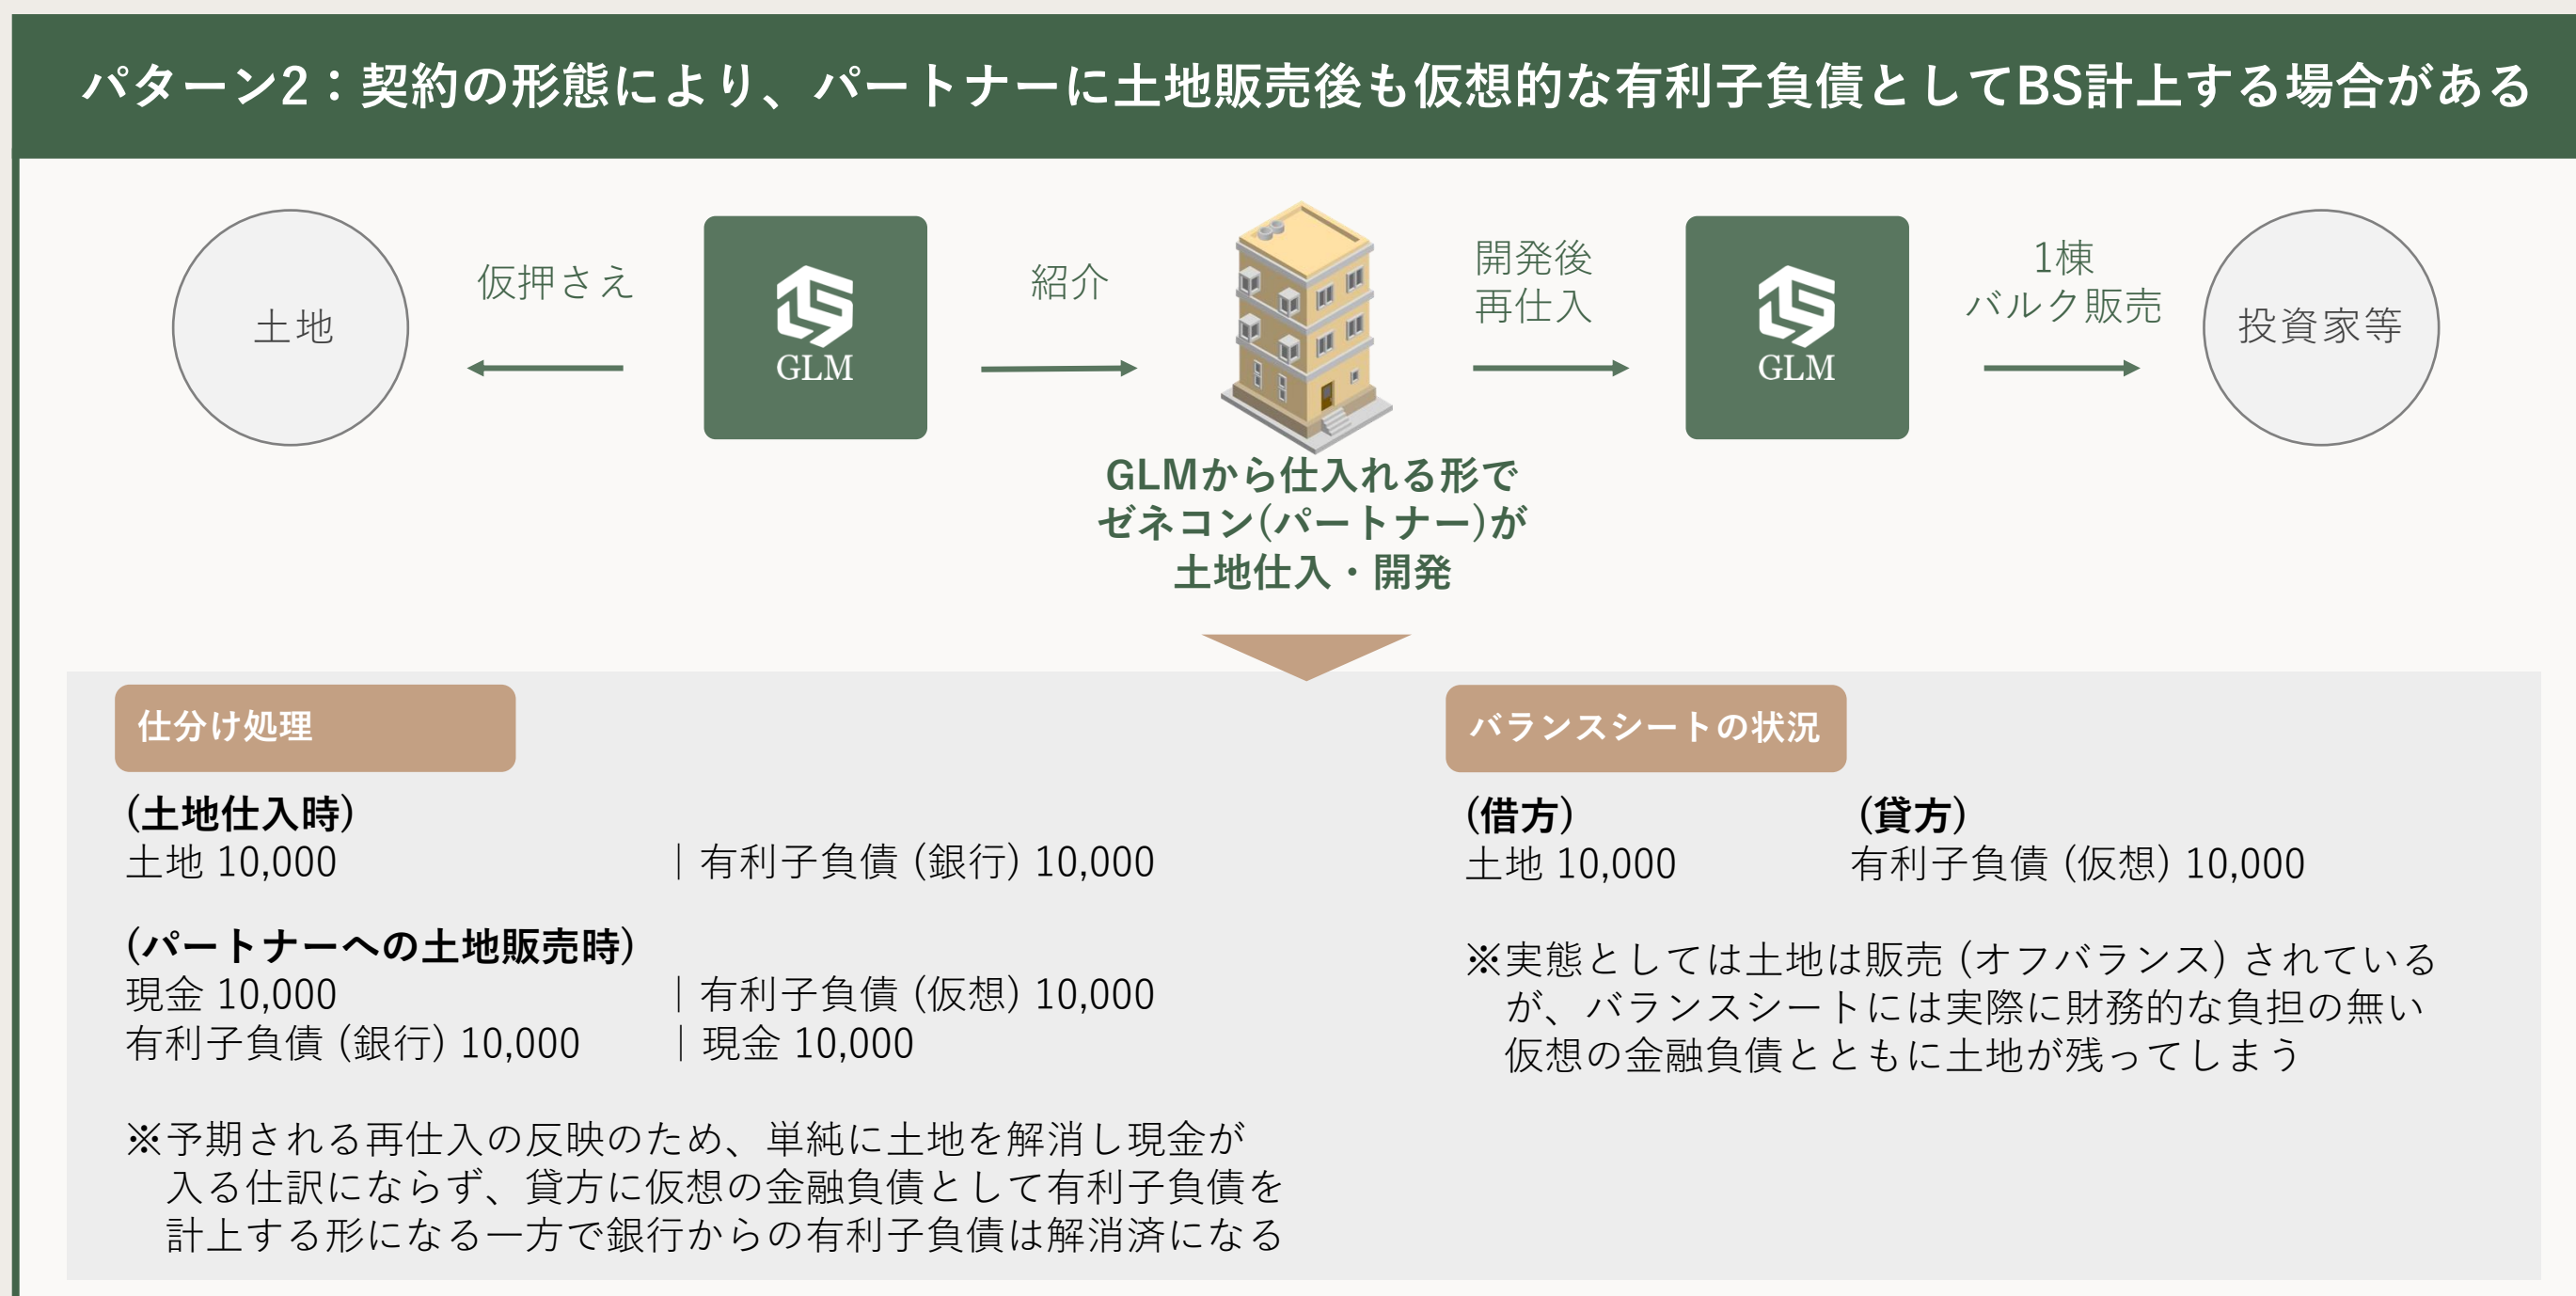 パターン2：契約の形態により、パートナーに土地販売後も仮想的な有利子負債としてBS計上する場合がある
土地
仮押さえ
GLM
紹介
開発後
再仕入
GLM
1棟
バルク販売
投資家等
GLMから仕入れる形で
ゼネコン(パートナー)が
土地仕入・開発
仕分け処理
(土地仕入時)
土地 10,000 ｜有利子負債 (銀行) 10,000
(パートナーへの土地販売時)
現金 10,000 ｜有利子負債 (仮想) 10,000
有利子負債 (銀行) 10,000 ｜現金 10,000
※予期される再仕入の反映のため、単純に土地を解消し現金が
入る仕訳にならず、貸方に仮想の金融負債として有利子負債を
計上する形になる一方で銀行からの有利子負債は解消済になる
バランスシートの状況
(借方) (貸方)
土地 10,000 有利子負債 (仮想) 10,000
※実態としては土地は販売 (オフバランス) されている
が、バランスシートには実際に財務的な負担の無い
仮想の金融負債とともに土地が残ってしまう